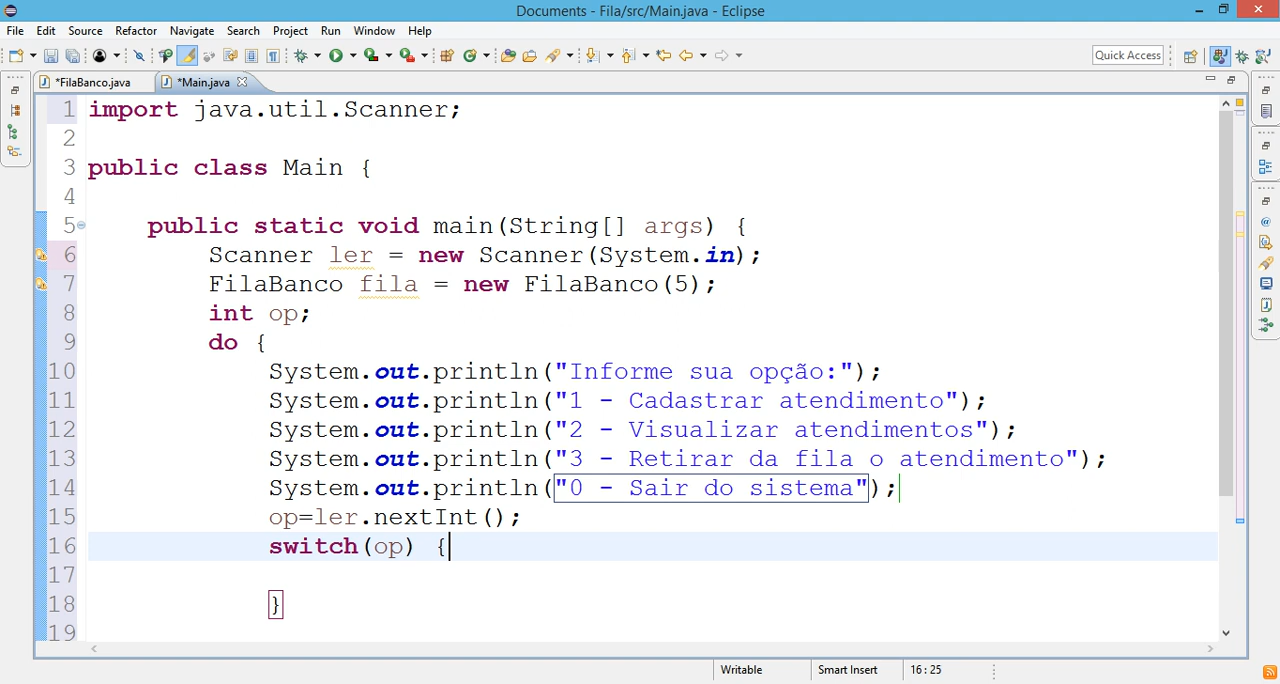 Documents - Fila/src/Main.java - Eclipse
File Edit Source Refactor Navigate Search Project Run Window Help
Quick Access
*FilaBanco.java *Main.java
1 import java.util.Scanner;
2
3 public class Main {
4
5 public static void main(String[] args) {
6 Scanner ler = new Scanner(System.in);
7 FilaBanco fila = new FilaBanco(5);
8 int op;
9 do {
10 System.out.println("Informe sua opção:");
11 System.out.println("1 - Cadastrar atendimento");
12 System.out.println("2 - Visualizar atendimentos");
13 System.out.println("3 - Retirar da fila o atendimento");
14 System.out.println("0 - Sair do sistema");
15 op=ler.nextInt();
16 switch(op) {
17
18 }
19
Writable Smart Insert 16 : 25